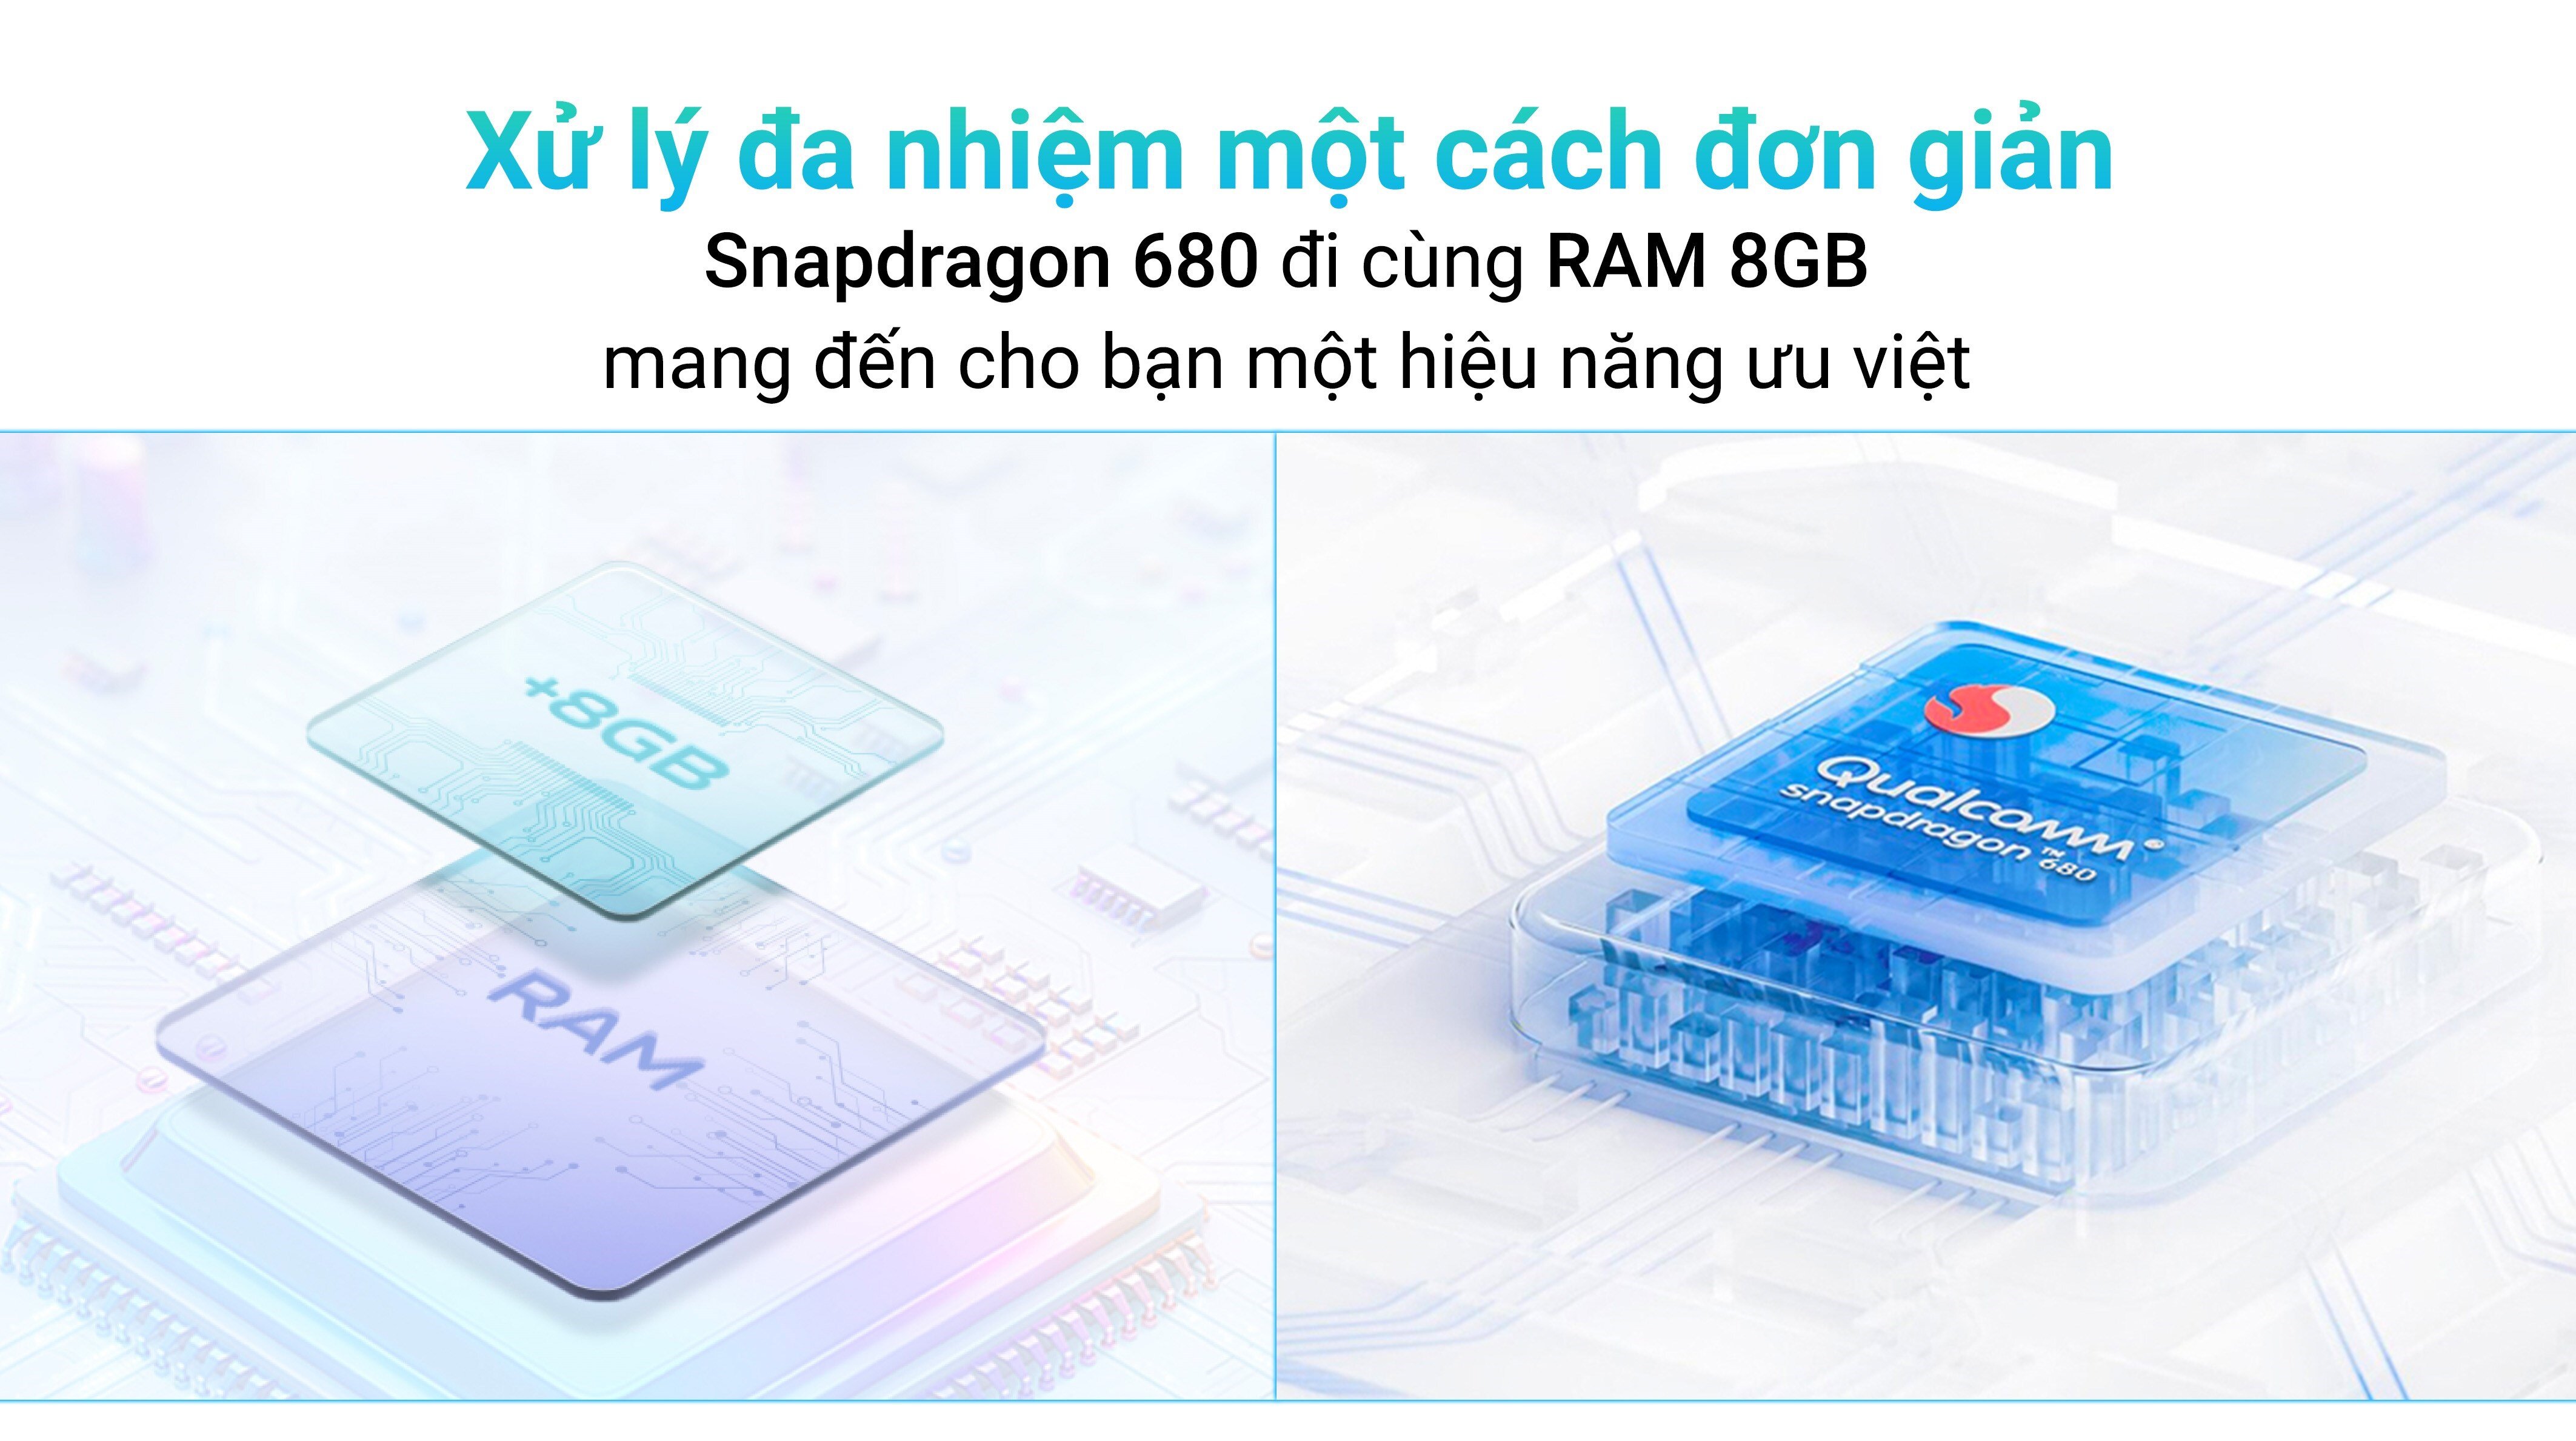 Xử lý đa nhiệm một cách đơn giản
Snapdragon 680 đi cùng RAM 8GB
mang đến cho bạn một hiệu năng ưu việt
+8GB
RAM
Qualcomm®
snapdragon™ 680